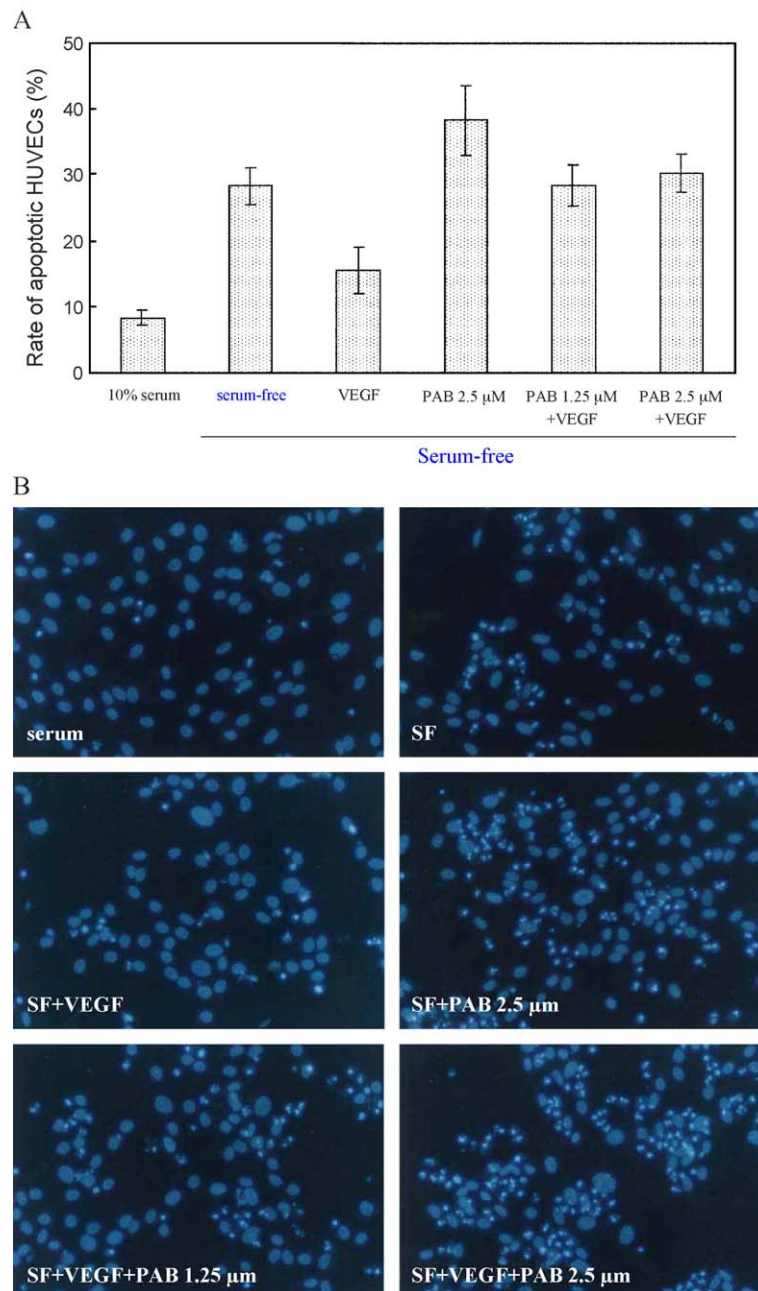 A
Rate of apoptotic HUVECs (%)
50
40
30
20
10
0
10% serum
serum-free
VEGF
PAB 2.5 μM
PAB 1.25 μM
+VEGF
PAB 2.5 μM
+VEGF
Serum-free
B
serum
SF
SF+VEGF
SF+PAB 2.5 μm
SF+VEGF+PAB 1.25 μm
SF+VEGF+PAB 2.5 μm